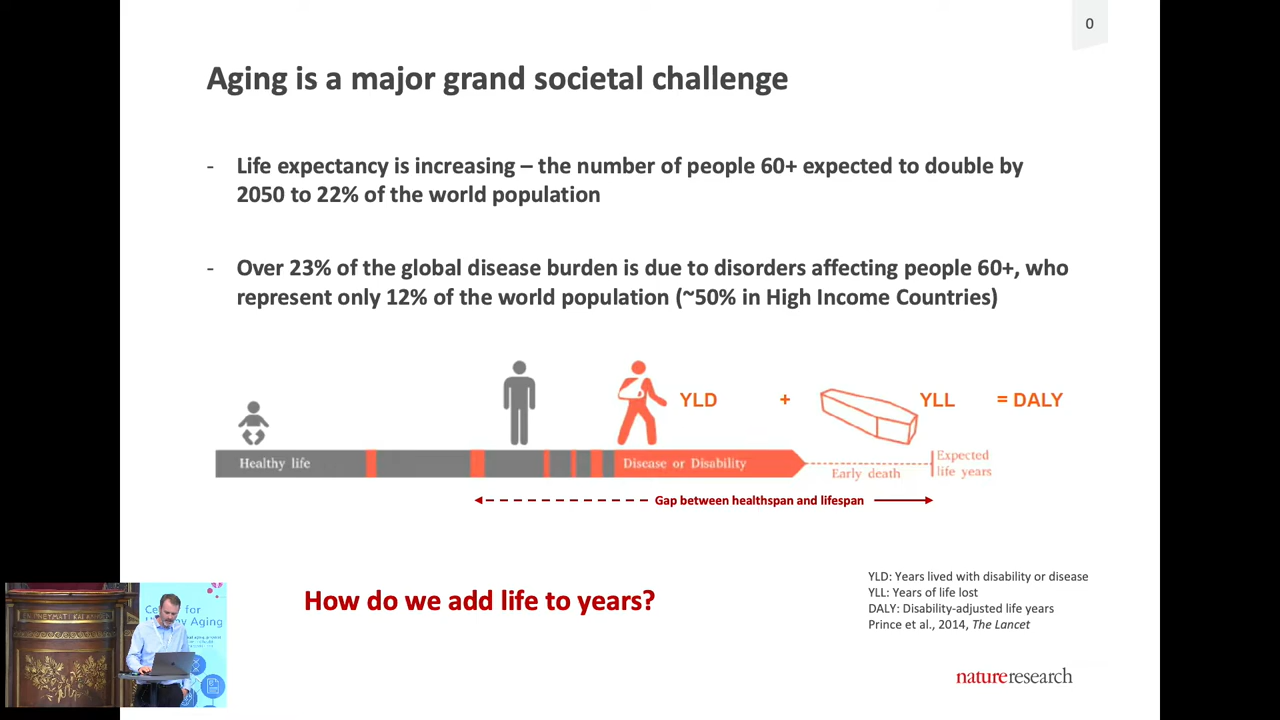 0
Aging is a major grand societal challenge
- Life expectancy is increasing – the number of people 60+ expected to double by
2050 to 22% of the world population
- Over 23% of the global disease burden is due to disorders affecting people 60+, who
represent only 12% of the world population (~50% in High Income Countries)
YLD + YLL = DALY
Healthy life
Disease or Disability
Early death
Expected
life years
Gap between healthspan and lifespan
How do we add life to years?
YLD: Years lived with disability or disease
YLL: Years of life lost
DALY: Disability-adjusted life years
Prince et al., 2014, The Lancet
natureresearch
for
Aging